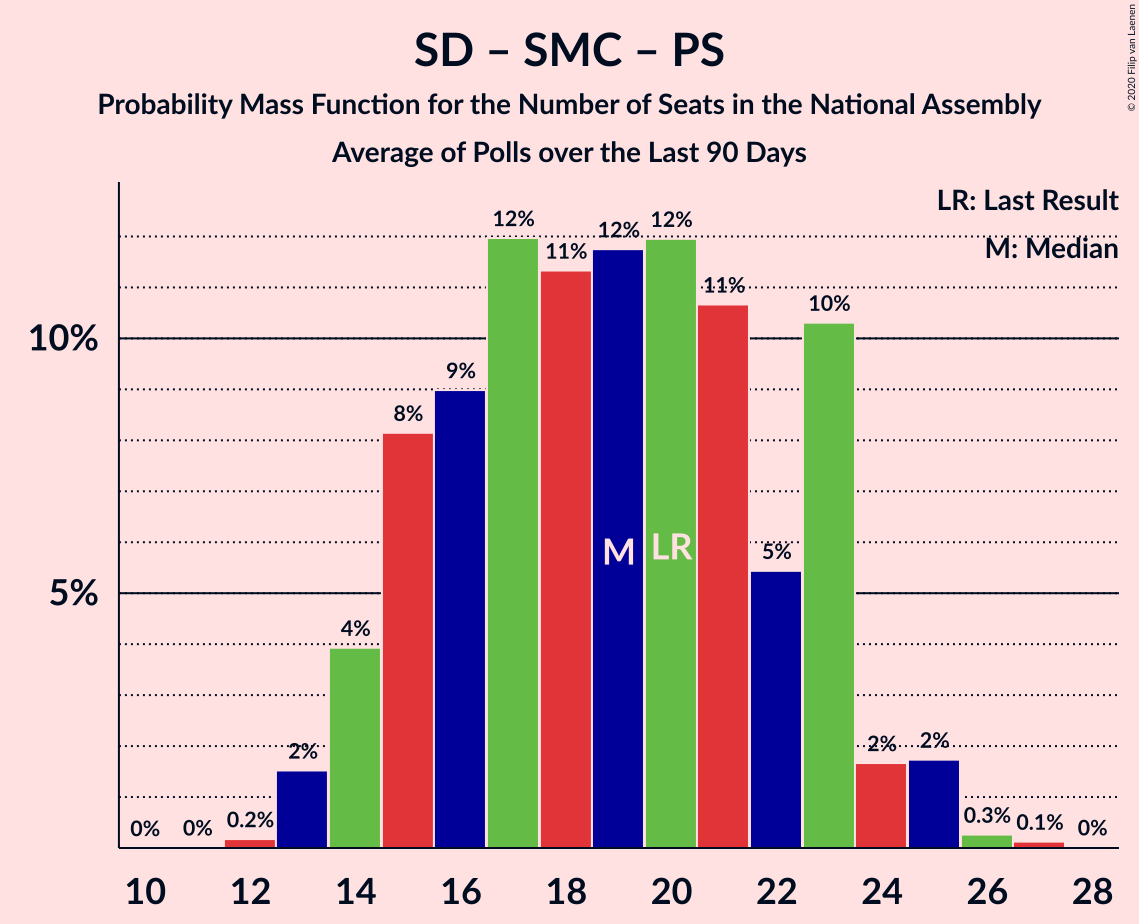 SD – SMC – PS
Probability Mass Function for the Number of Seats in the National Assembly
Average of Polls over the Last 90 Days
© 2020 Filip van Laenen
LR: Last Result
M: Median
10%
5%
0%
0%
0.2%
2%
4%
8%
9%
12%
11%
12%
12%
11%
5%
10%
2%
2%
0.3%
0.1%
0%
M
LR
10 12 14 16 18 20 22 24 26 28